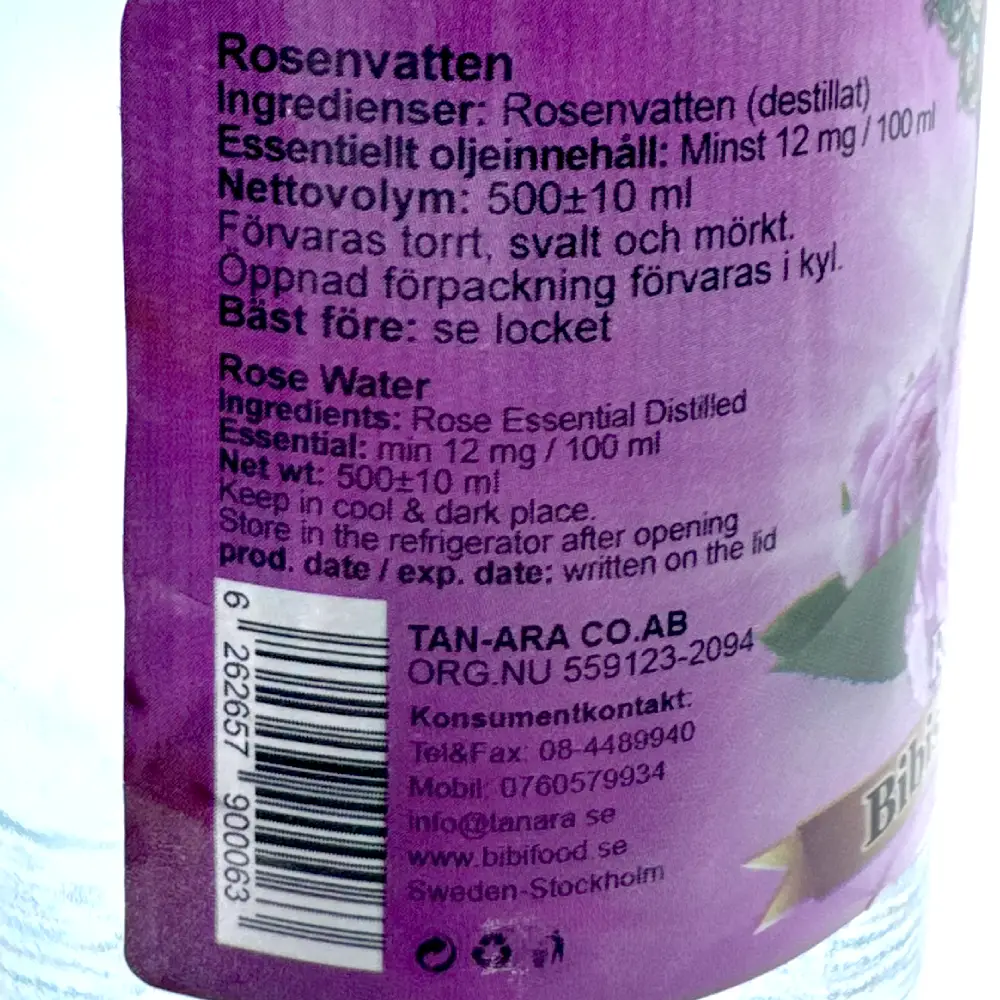 Rosenvatten
Ingredienser: Rosenvatten (destillat)
Essentiellt oljeinnehåll: Minst 12 mg / 100 ml
Nettovolym: 500±10 ml
Förvaras torrt, svalt och mörkt.
Öppnad förpackning förvaras i kyl.
Bäst före: se locket
Rose Water
Ingredients: Rose Essential Distilled
Essential: min 12 mg / 100 ml
Net wt: 500±10 ml
Keep in cool & dark place.
Store in the refrigerator after opening
prod. date / exp. date: written on the lid
6 262657 900063
TAN-ARA CO.AB
ORG.NU 559123-2094
Konsumentkontakt:
Tel&Fax: 08-4489940
Mobil: 0760579934
info@tanara se
www.bibifood.se
Sweden-Stockholm
Bibi